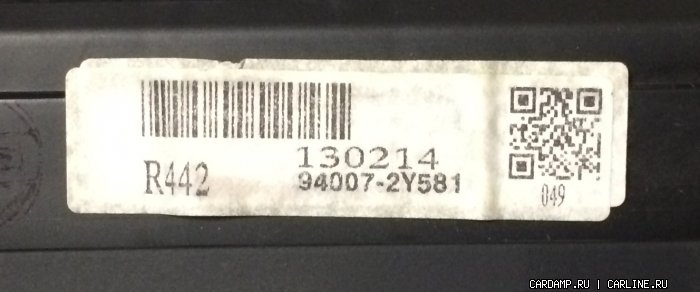 130214
R442
94007-2Y581
049
CARDAMP.RU | CARLINE.RU